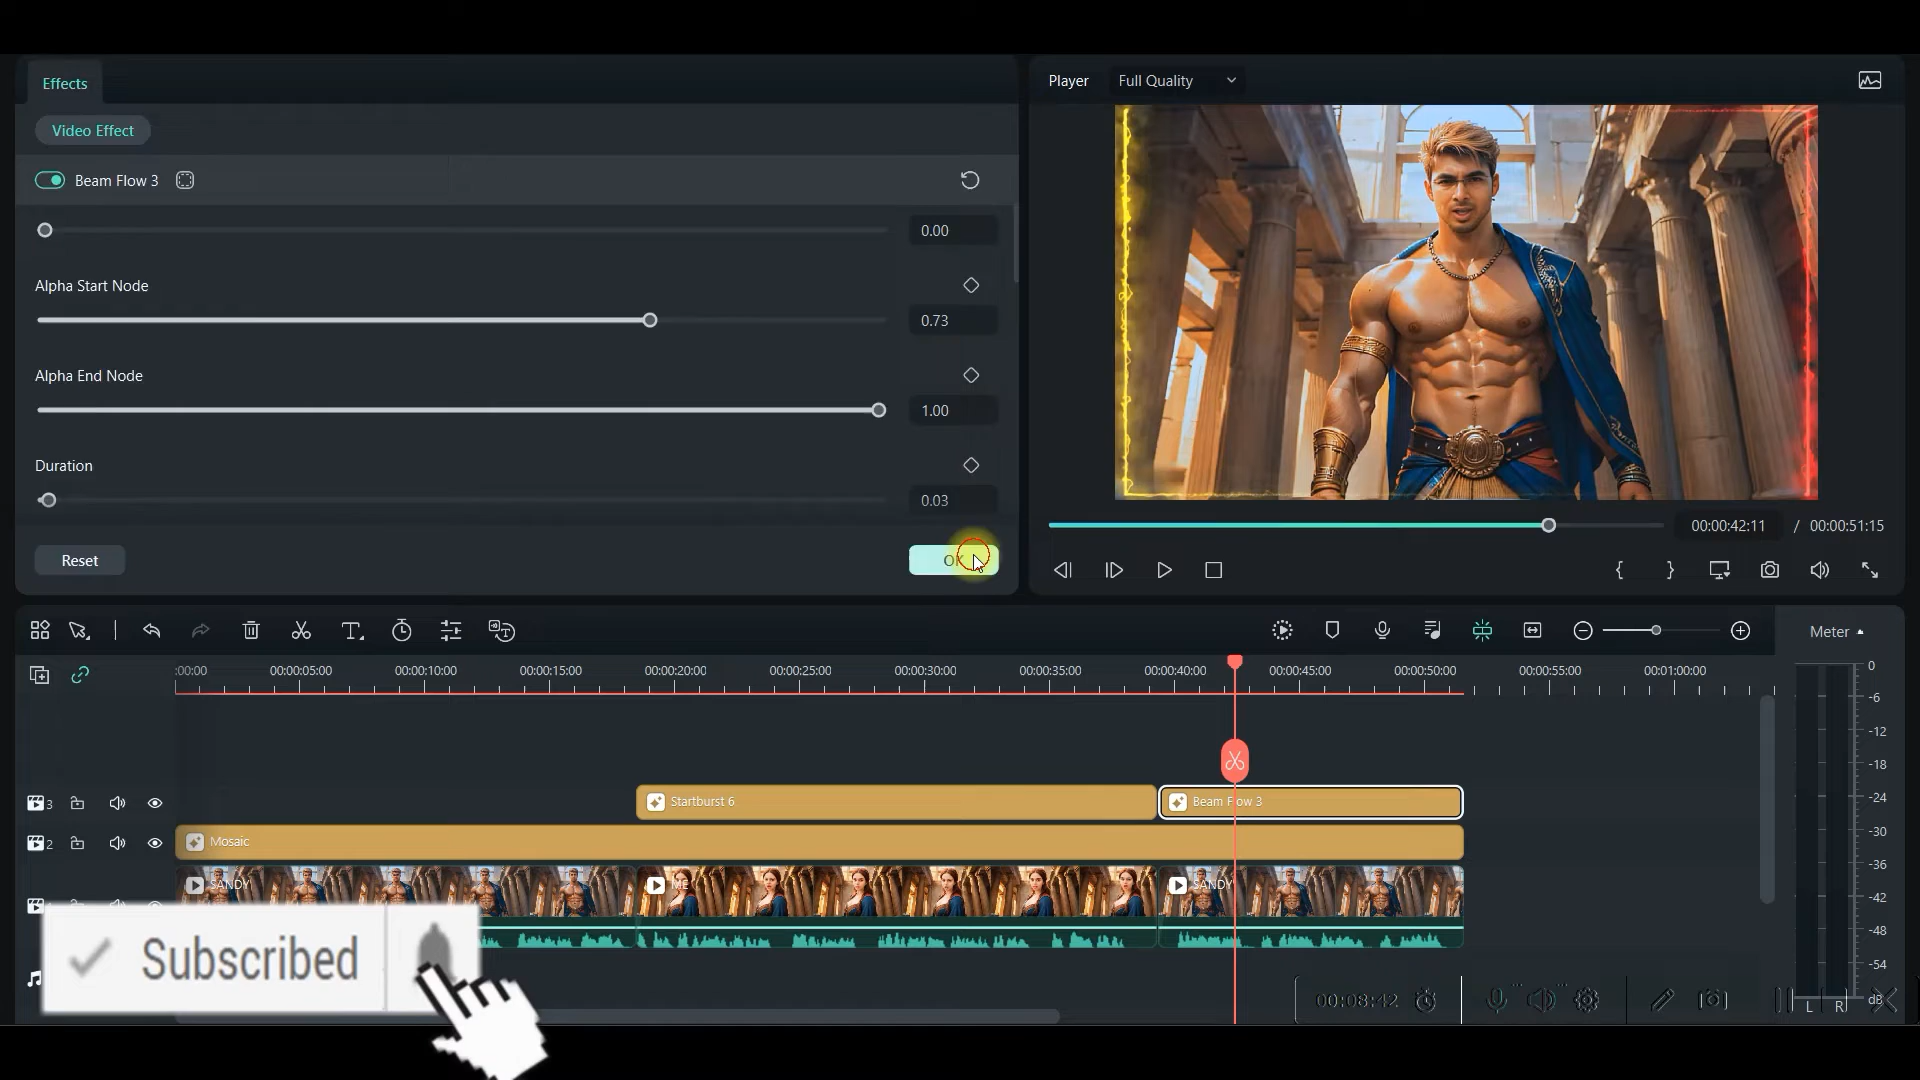 Effects
Player Full Quality
Video Effect
Beam Flow 3
0.00
Alpha Start Node
0.73
Alpha End Node
1.00
Duration
0.03
Reset
OK
00:00:42:11 / 00:00:51:15
Meter
:00:00 00:00:05:00 00:00:10:00 00:00:15:00 00:00:20:00 00:00:25:00 00:00:30:00 00:00:35:00 00:00:40:00 00:00:45:00 00:00:50:00 00:00:55:00 00:01:00:00
0
-6
-12
-18
-24
-30
-36
-42
-48
-54
dB
3 Startburst 6 Beam Flow 3
2 Mosaic
SANDY ME SANDY
Subscribed
00:08:42
L R